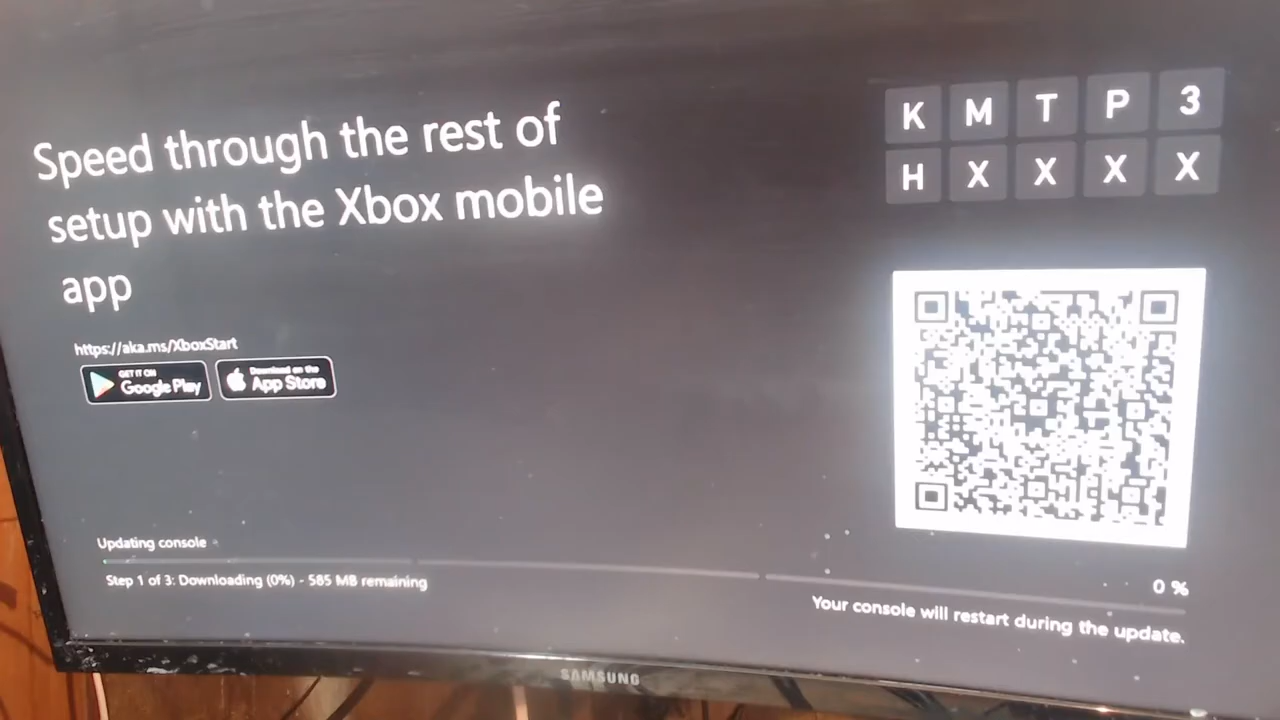 Speed through the rest of
setup with the Xbox mobile
app
https://aka.ms/XboxStart
GET IT ON
Google Play
Download on the
App Store
K M T P 3
H X X X X
Updating console
Step 1 of 3: Downloading (0%) - 585 MB remaining
0 %
Your console will restart during the update.
SAMSUNG